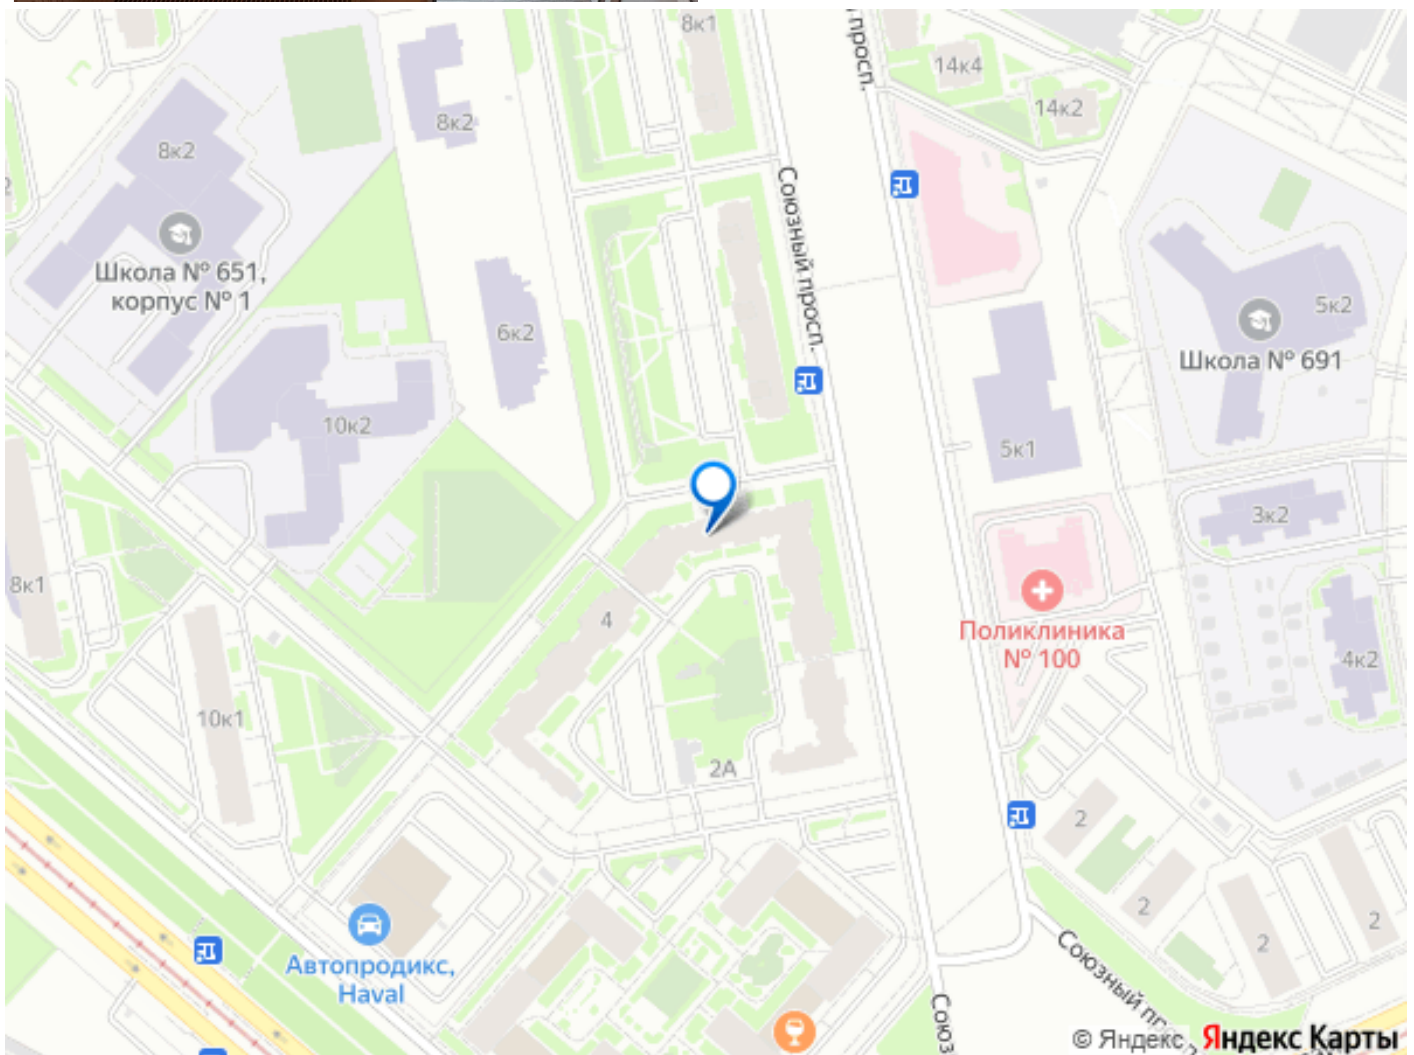 8к1
просп.
14к4
14к2
8к2
8к2
Союзный просп.
Школа № 651,
корпус № 1
6к2
5к2
Школа № 691
10к2
5к1
3к2
8к1
4
Поликлиника
№ 100
4к2
10к1
2А
2
2
2
2
Автопродикс,
Haval
Союзный пр
Союз
© Яндекс Яндекс Карты